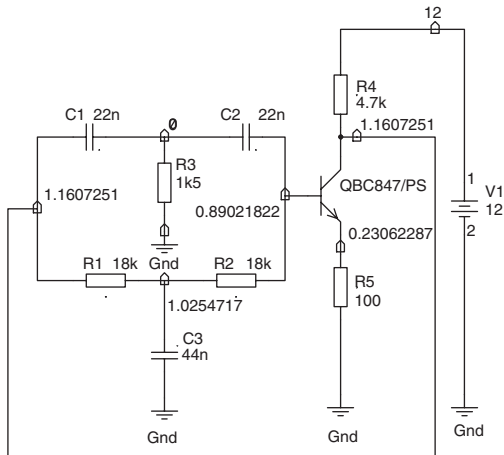 12
R4
4.7k
C1 22n
0
C2 22n
1.1607251
R3
1k5
QBC847/PS
1
V1
12
2
1.1607251
0.89021822
0.23062287
Gnd
R1 18k
R2 18k
R5
100
1.0254717
C3
44n
Gnd
Gnd
Gnd